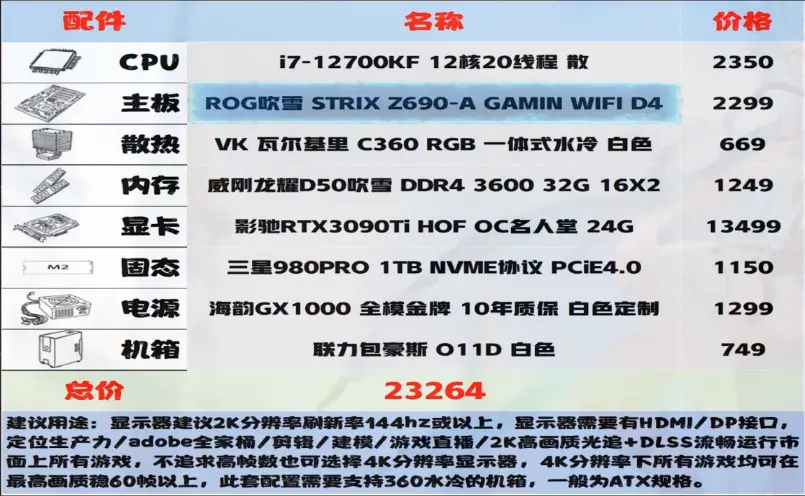 配件 名称 价格
CPU i7-12700KF 12核20线程 散 2350
主板 ROG吹雪 STRIX Z690-A GAMIN WIFI D4 2299
散热 VK 瓦尔基里 C360 RGB 一体式水冷 白色 669
内存 威刚龙耀D50吹雪 DDR4 3600 32G 16X2 1249
显卡 影驰RTX3090Ti HOF OC名人堂 24G 13499
M2 固态 三星980PRO 1TB NVME协议 PCiE4.0 1150
电源 海韵GX1000 全模金牌 10年质保 白色定制 1299
机箱 联力包豪斯 O11D 白色 749
总价 23264
建议用途：显示器建议2K分辨率刷新率144hz或以上，显示器需要有HDMI/DP接口，
定位生产力/adobe全家桶/剪辑/建模/游戏直播/2K高画质光追+DLSS流畅运行市
面上所有游戏，不追求高帧数也可选择4K分辨率显示器，4K分辨率下所有游戏均可在
最高画质稳60帧以上，此套配置需要支持360水冷的机箱，一般为ATX规格。